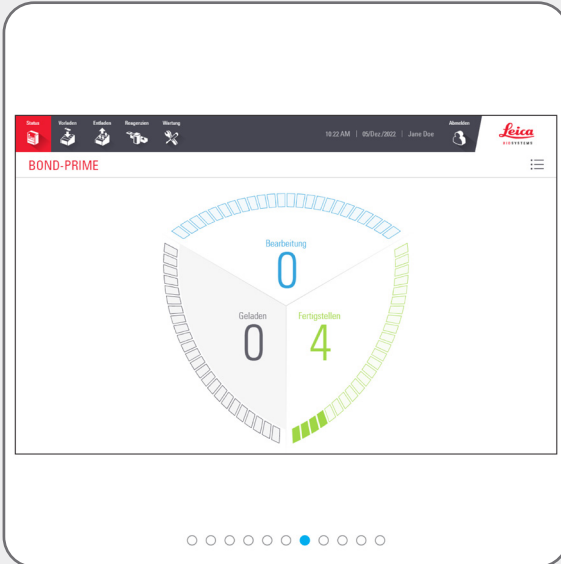 Status Vorladen Entladen Reagenzien Wartung
10:22 AM | 05/Dec/2022 | Jane Doe
Abmelden
Leica
BIOSYSTEMS
BOND-PRIME
Bearbeitung
0
Geladen
0
Fertigstellen
4